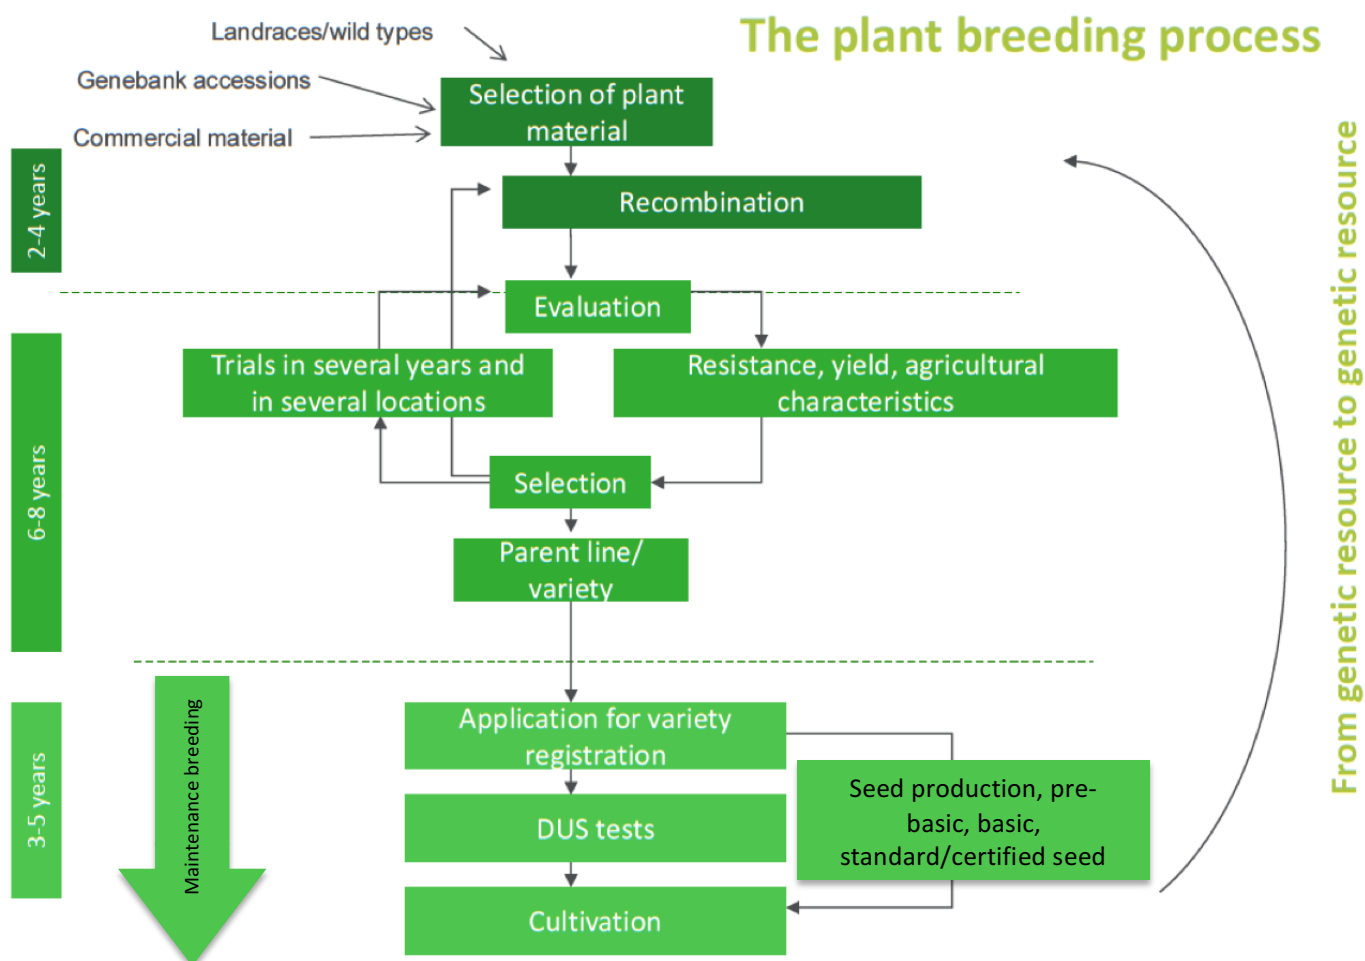 The plant breeding process
Landraces/wild types
Genebank accessions
Commercial material
Selection of plant
material
2-4 years
Recombination
Evaluation
Trials in several years and
in several locations
Resistance, yield, agricultural
characteristics
6-8 years
Selection
Parent line/
variety
From genetic resource to genetic resource
3-5 years
Maintenance breeding
Application for variety
registration
DUS tests
Seed production, pre-
basic, basic,
standard/certified seed
Cultivation